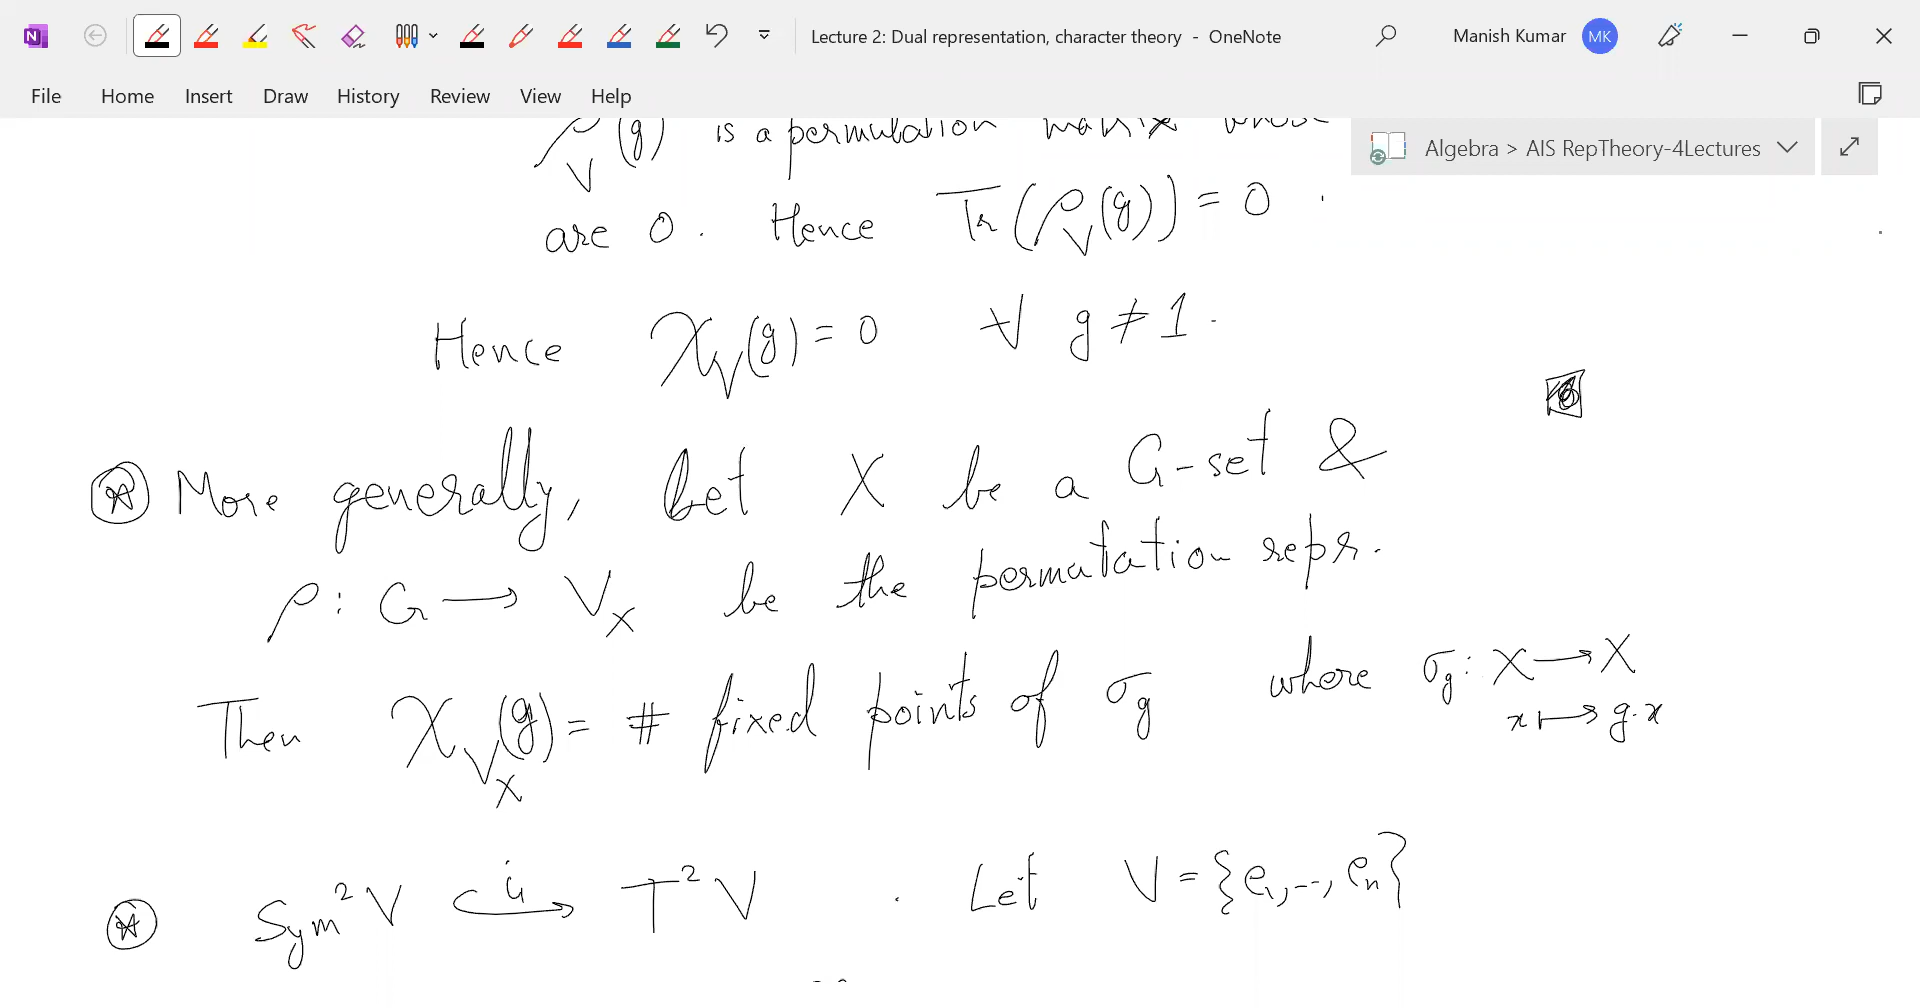 Lecture 2: Dual representation, character theory - OneNote
Manish Kumar MK
File Home Insert Draw History Review View Help
Algebra > AIS RepTheory-4Lectures
ρ_V(g) is a permutation matrix whose
are 0. Hence Tr(ρ_V(g)) = 0.
Hence χ_V(g) = 0 ∀ g ≠ 1.
⊛ More generally, Let X be a G-set &
ρ: G ⟶ V_X be the permutation repr.
Then χ_{V_X}(g) = # fixed points of σ_g where σ_g: X ⟶ X
x ⟼ g.x
⊛ Sym²V ↪ T²V . Let V = {e₁, --, e_n}